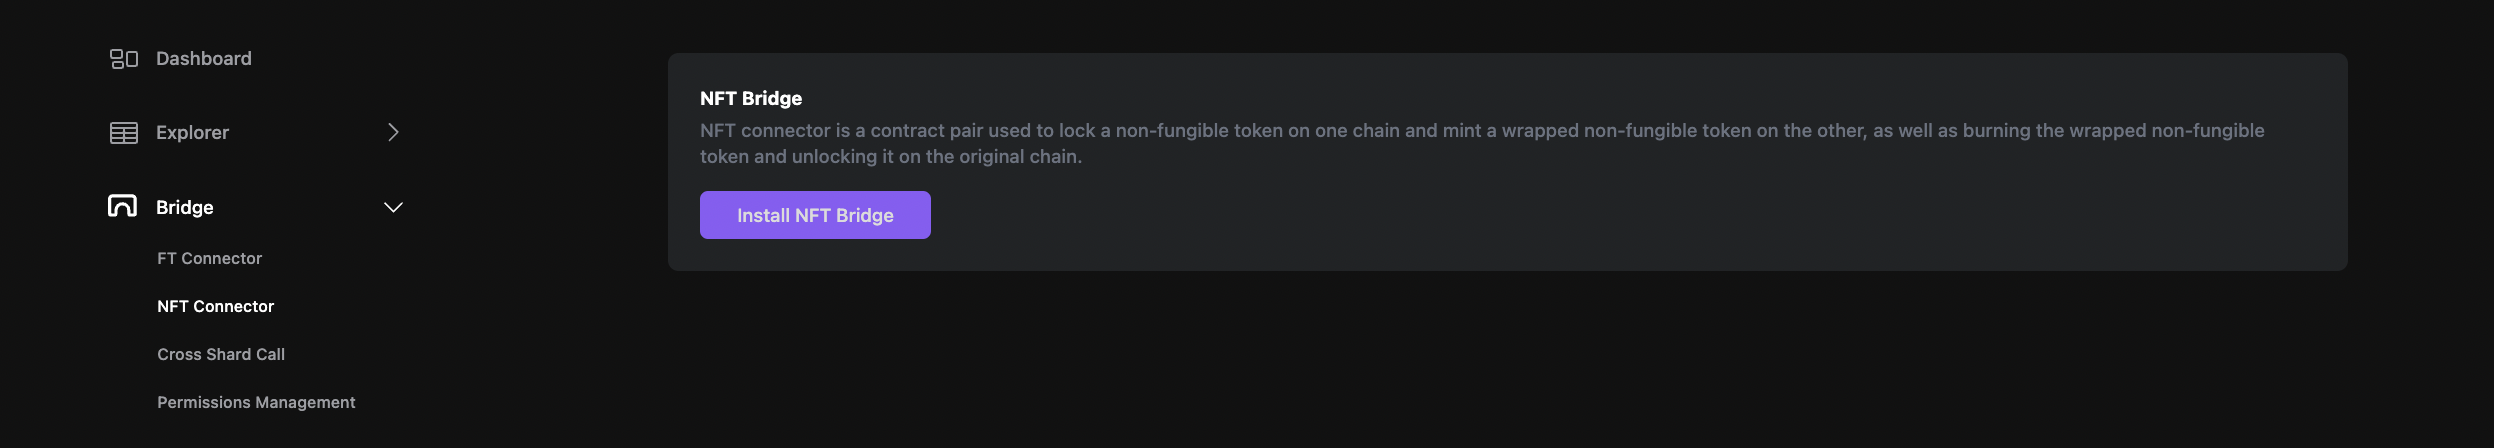 Dashboard
Explorer
Bridge
FT Connector
NFT Connector
Cross Shard Call
Permissions Management
NFT Bridge
NFT connector is a contract pair used to lock a non-fungible token on one chain and mint a wrapped non-fungible token on the other, as well as burning the wrapped non-fungible
token and unlocking it on the original chain.
Install NFT Bridge